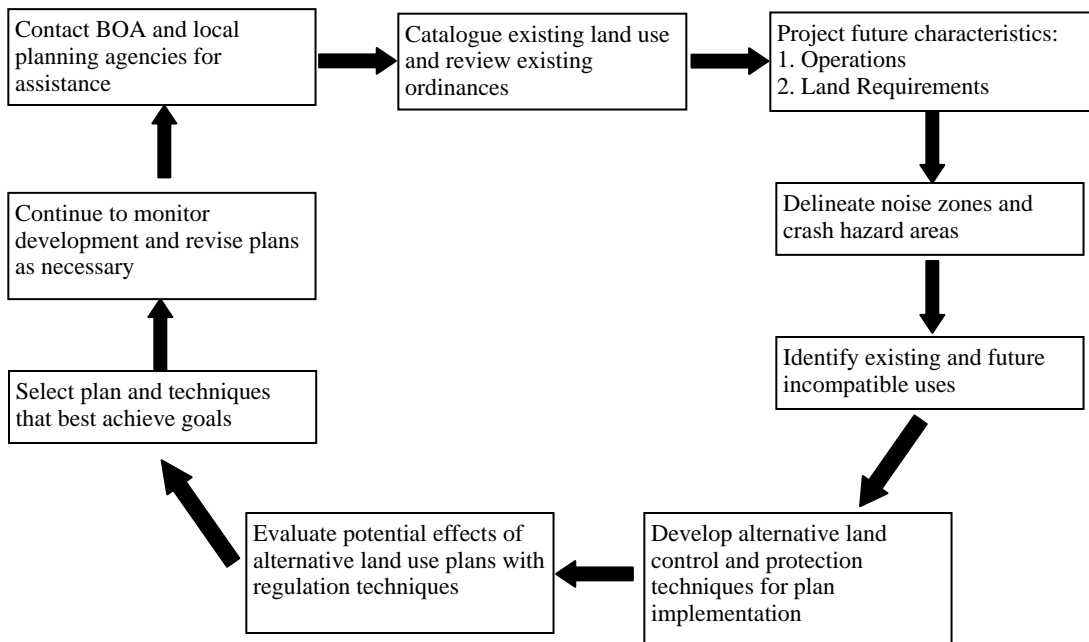 Contact BOA and local
planning agencies for
assistance
Catalogue existing land use
and review existing
ordinances
Project future characteristics:
1. Operations
2. Land Requirements
Delineate noise zones and
crash hazard areas
Identify existing and future
incompatible uses
Develop alternative land
control and protection
techniques for plan
implementation
Evaluate potential effects of
alternative land use plans with
regulation techniques
Select plan and techniques
that best achieve goals
Continue to monitor
development and revise plans
as necessary